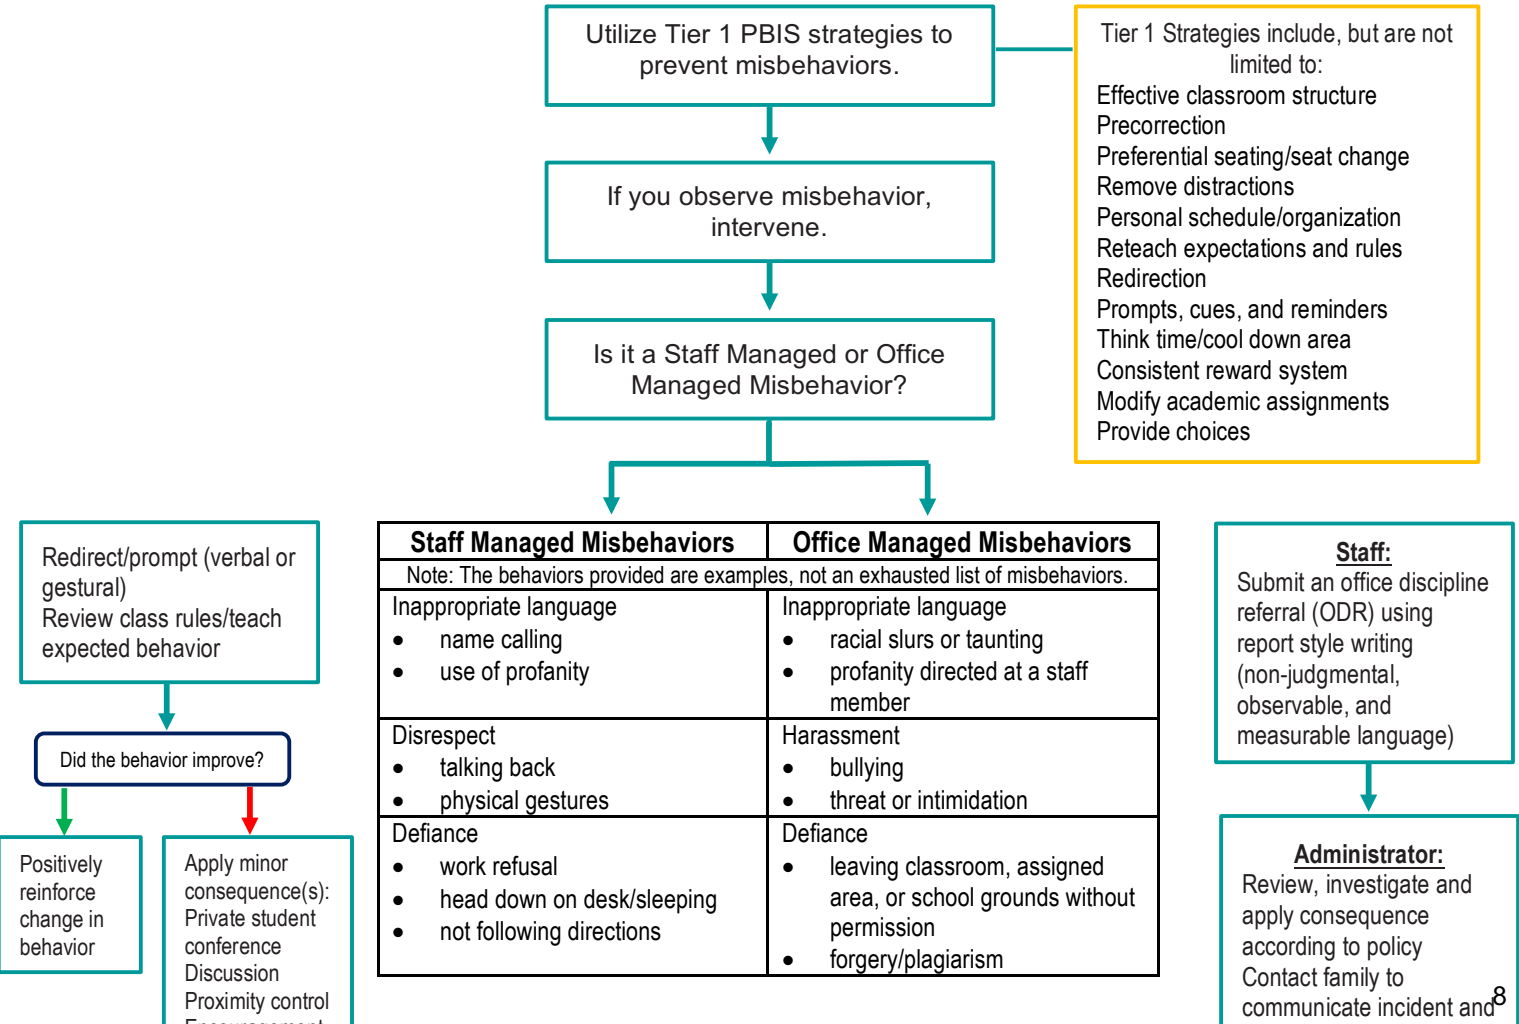 Utilize Tier 1 PBIS strategies to
prevent misbehaviors.
Tier 1 Strategies include, but are not
limited to:
Effective classroom structure
Precorrection
Preferential seating/seat change
Remove distractions
Personal schedule/organization
Reteach expectations and rules
Redirection
Prompts, cues, and reminders
Think time/cool down area
Consistent reward system
Modify academic assignments
Provide choices
If you observe misbehavior,
intervene.
Is it a Staff Managed or Office
Managed Misbehavior?
Redirect/prompt (verbal or
gestural)
Review class rules/teach
expected behavior
Did the behavior improve?
Positively
reinforce
change in
behavior
Apply minor
consequence(s):
Private student
conference
Discussion
Proximity control
Encouragement
Staff Managed Misbehaviors
Office Managed Misbehaviors
Note: The behaviors provided are examples, not an exhausted list of misbehaviors.
Inappropriate language
• name calling
• use of profanity
Inappropriate language
• racial slurs or taunting
• profanity directed at a staff
member
Disrespect
• talking back
• physical gestures
Harassment
• bullying
• threat or intimidation
Defiance
• work refusal
• head down on desk/sleeping
• not following directions
Defiance
• leaving classroom, assigned
area, or school grounds without
permission
• forgery/plagiarism
Staff:
Submit an office discipline
referral (ODR) using
report style writing
(non-judgmental,
observable, and
measurable language)
Administrator:
Review, investigate and
apply consequence
according to policy
Contact family to
communicate incident and
8